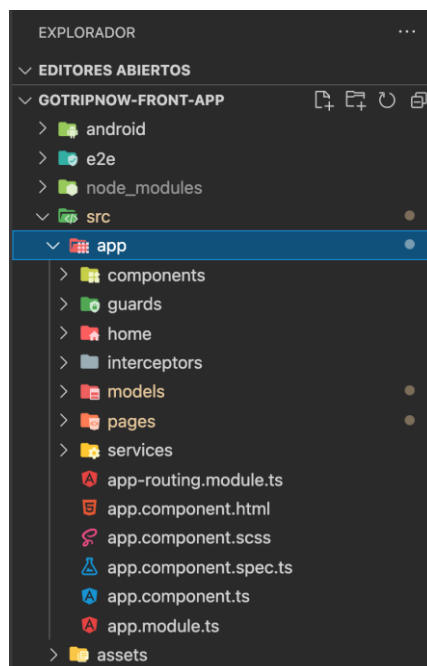 EXPLORADOR
EDITORES ABIERTOS
GOTRIPNOW-FRONT-APP
android
e2e
node_modules
src
app
components
guards
home
interceptors
models
pages
services
app-routing.module.ts
app.component.html
app.component.scss
app.component.spec.ts
app.component.ts
app.module.ts
assets